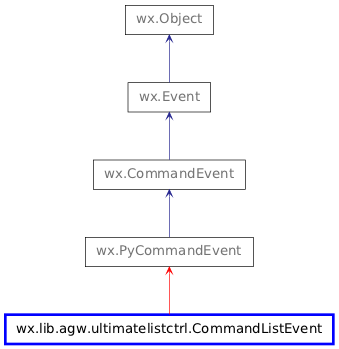 wx.Object
wx.Event
wx.CommandEvent
wx.PyCommandEvent
wx.lib.agw.ultimatelistctrl.CommandListEvent